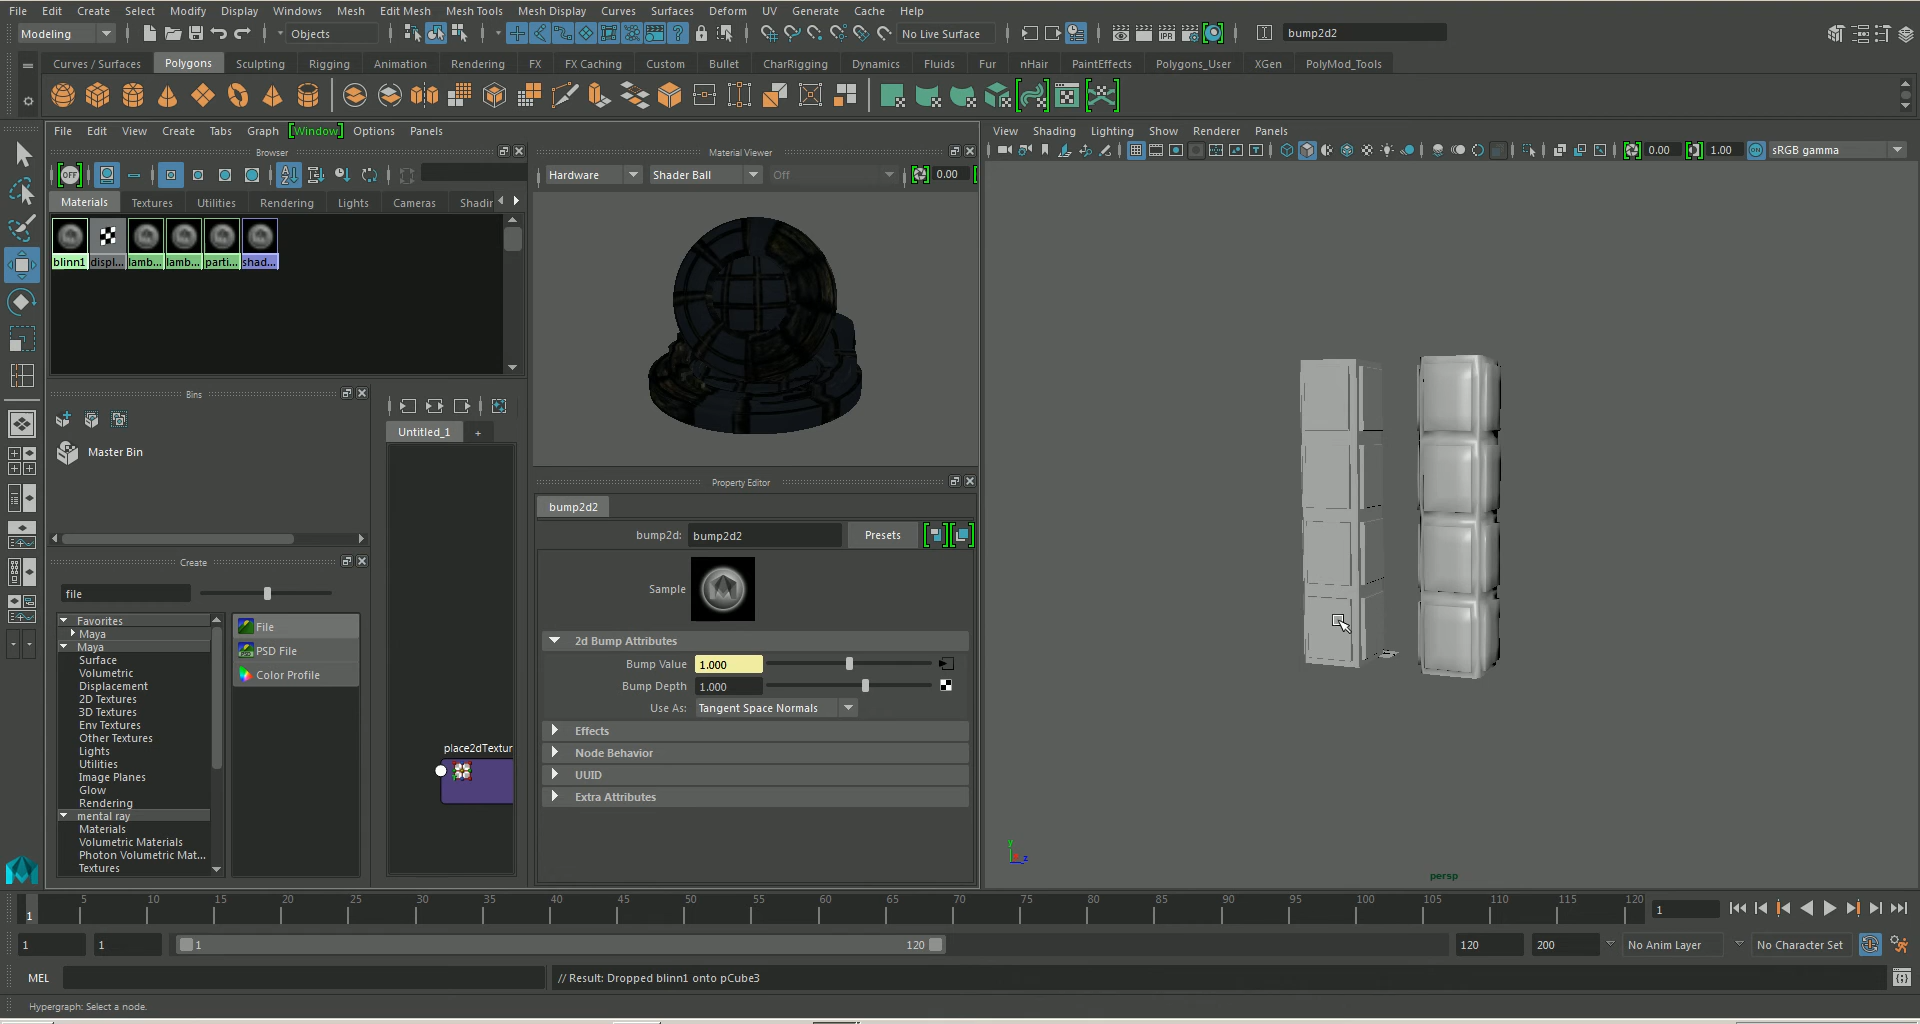 File Edit Create Select Modify Display Windows Mesh Edit Mesh Mesh Tools Mesh Display Curves Surfaces Deform UV Generate Cache Help
Modeling Objects No Live Surface bump2d2
Curves / Surfaces Polygons Sculpting Rigging Animation Rendering FX FX Caching Custom Bullet CharRigging Dynamics Fluids Fur nHair PaintEffects Polygons_User XGen PolyMod_Tools
File Edit View Create Tabs Graph [Window] Options Panels
View Shading Lighting Show Renderer Panels
Browser
OFF
Materials Textures Utilities Rendering Lights Cameras Shadir
blinn1 displ... lamb... lamb... parti... shad...
Material Viewer
Hardware Shader Ball Off 0.00
IPR
0.00 1.00 sRGB gamma
Bins
Master Bin
Untitled_1 +
place2dTextur
Create
file
Favorites
Maya
Maya
Surface
Volumetric
Displacement
2D Textures
3D Textures
Env Textures
Other Textures
Lights
Utilities
Image Planes
Glow
Rendering
mental ray
Materials
Volumetric Materials
Photon Volumetric Mat...
Textures
File
PSD File
Color Profile
Property Editor
bump2d2
bump2d: bump2d2 Presets
Sample
2d Bump Attributes
Bump Value 1.000
Bump Depth 1.000
Use As: Tangent Space Normals
Effects
Node Behavior
UUID
Extra Attributes
y
z
persp
1 5 10 15 20 25 30 35 40 45 50 55 60 65 70 75 80 85 90 95 100 105 110 115 120 1
1 1 1 120 120 200 No Anim Layer No Character Set
MEL // Result: Dropped blinn1 onto pCube3
Hypergraph: Select a node.